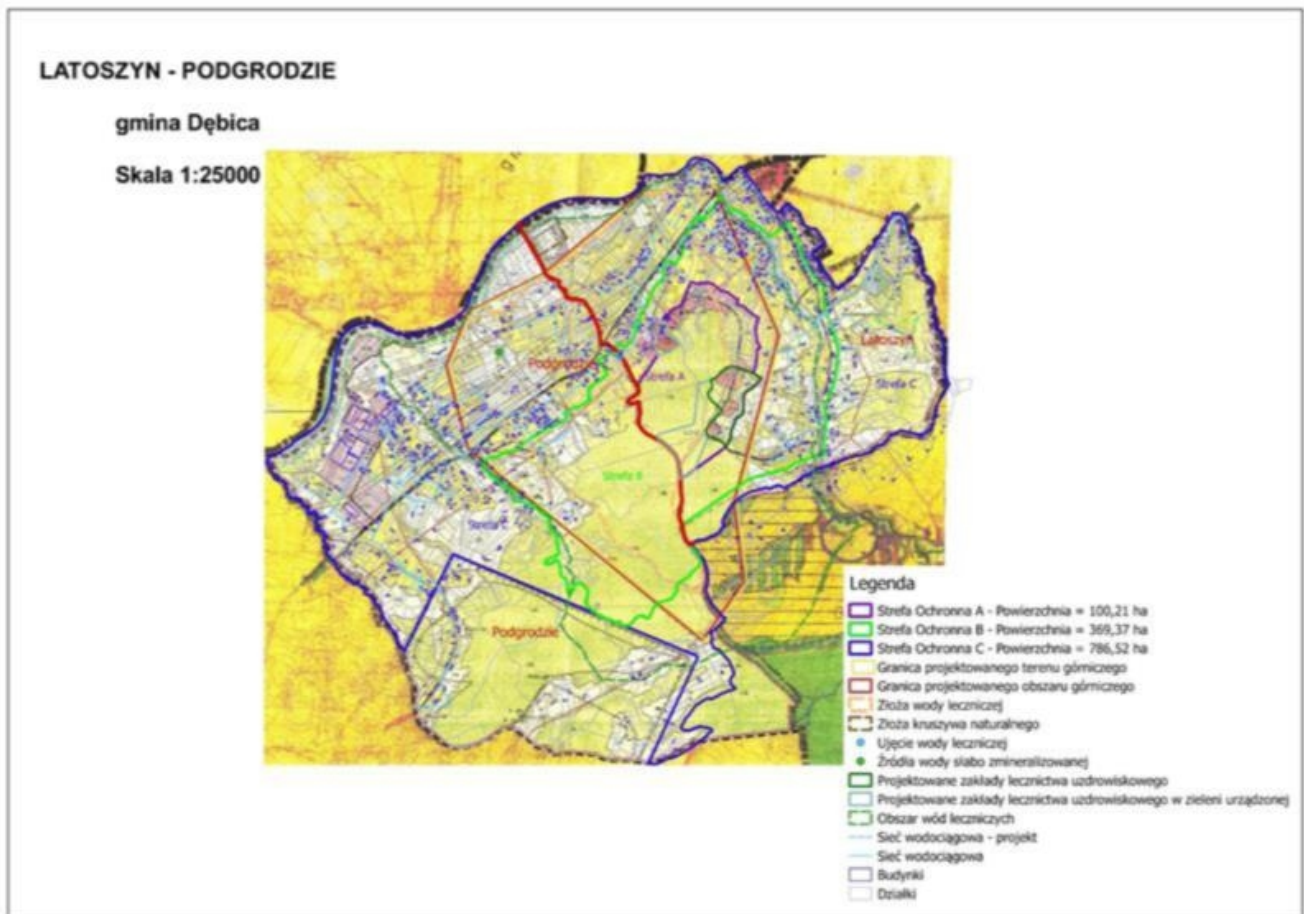 LATOSZYN - PODGRODZIE
gmina Dębica
Skala 1:25000
Latoszyn
Podgrodzie
Strefa A
Strefa C
Strefa B
Strefa C
Podgrodzie
Legenda
Strefa Ochronna A - Powierzchnia = 100,21 ha
Strefa Ochronna B - Powierzchnia = 369,37 ha
Strefa Ochronna C - Powierzchnia = 786,52 ha
Granica projektowanego terenu górniczego
Granica projektowanego obszaru górniczego
Złoża wody leczniczej
Złoża kruszywa naturalnego
Ujęcie wody leczniczej
Źródła wody słabo zmineralizowanej
Projektowane zakłady lecznictwa uzdrowiskowego
Projektowane zakłady lecznictwa uzdrowiskowego w zieleni urządzonej
Obszar wód leczniczych
Sieć wodociągowa - projekt
Sieć wodociągowa
Budynki
Działki